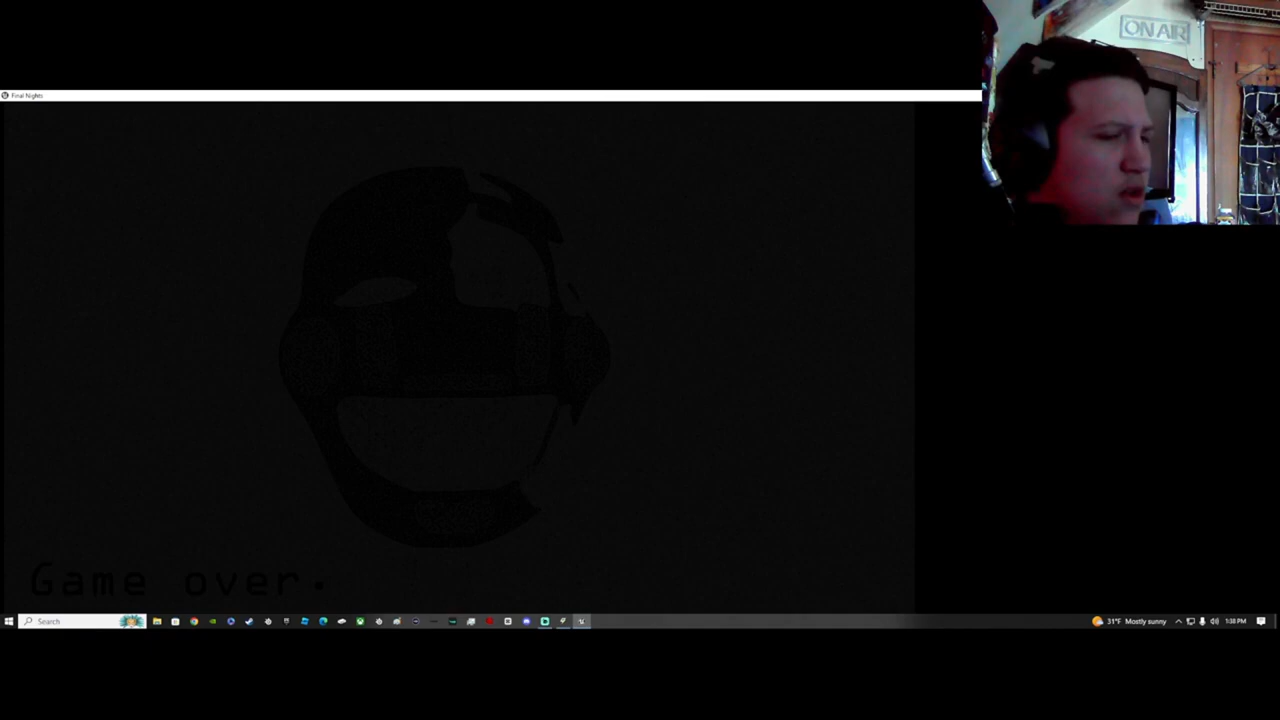 ON AIR
Final Nights
Game over.
Search
31°F Mostly sunny
1:38 PM